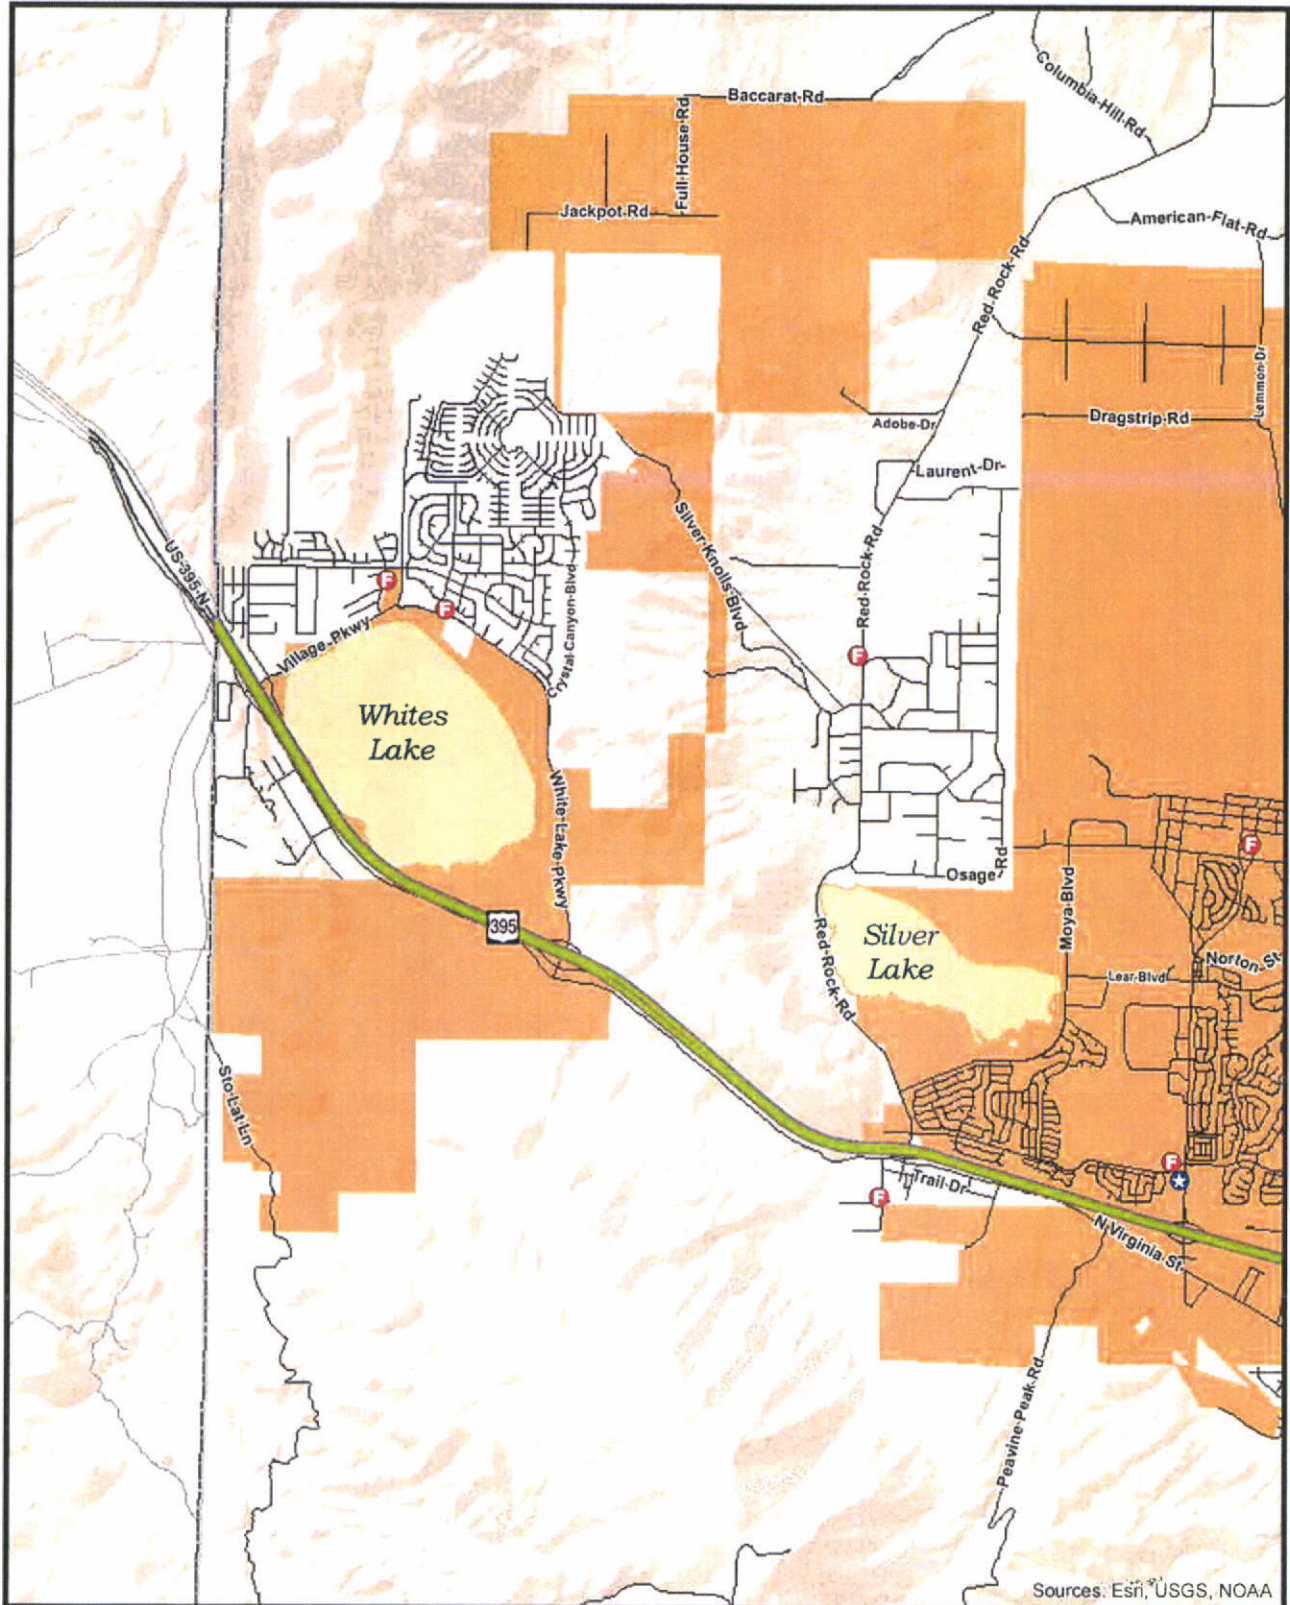 Columbia-Hill-Rd
Baccarat-Rd
Full-House-Rd
Jackpot-Rd
American-Flat-Rd
Red-Rock-Rd
Lemmon-Dr
Adobe-Dr
Dragstrip-Rd
Laurent-Dr
Silver-Knolls-Blvd
US-395-N
Red-Rock-Rd
Crystal-Canyon-Blvd
F
F
Village-Pkwy
F
Whites
Lake
White-Lake-Pkwy
F
Osage-Rd
Moya-Blvd
395
Red-Rock-Rd
Silver
Lake
Norton-St
Lear-Blvd
Sto-Lat-Ln
F
F
Trail-Dr
N-Virginia-St
Peavine-Peak-Rd
Sources: Esri, USGS, NOAA